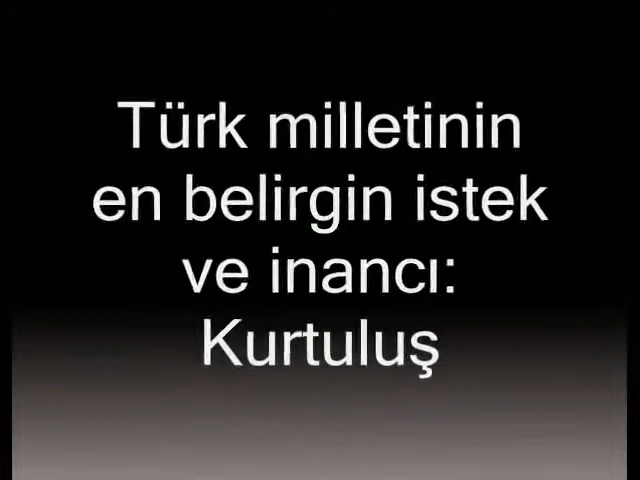 Türk milletinin
en belirgin istek
ve inancı:
Kurtuluş